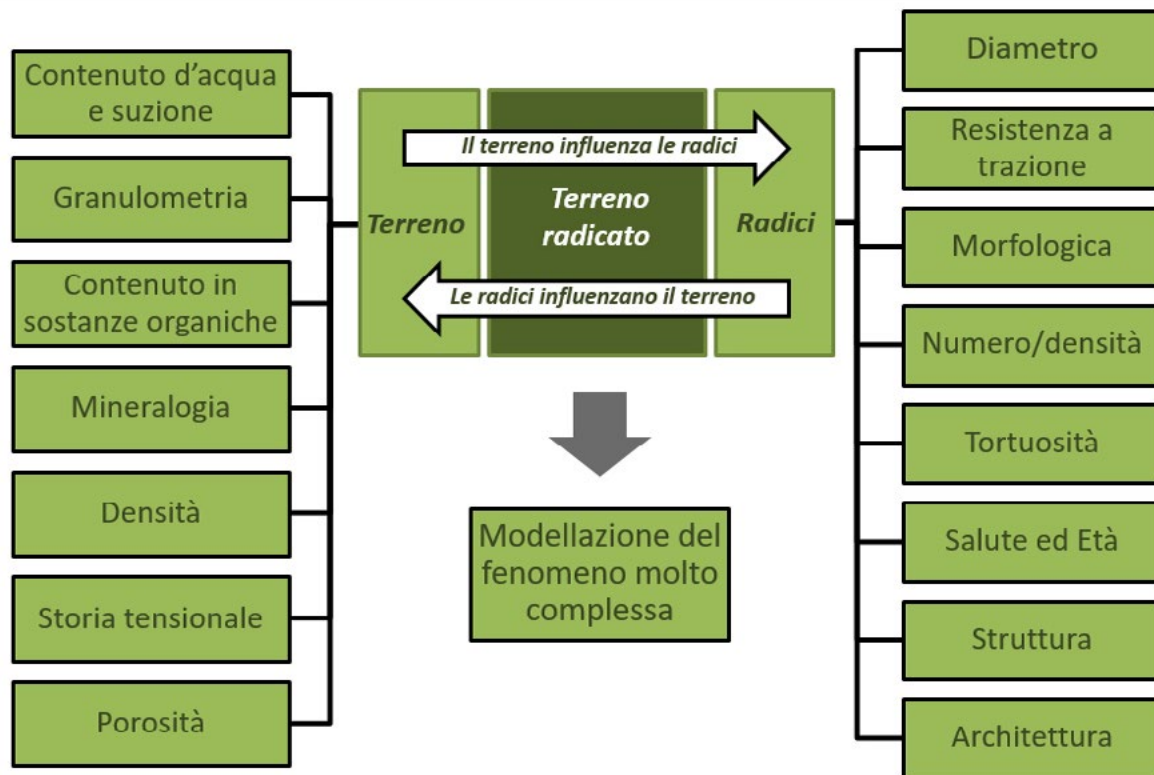 Contenuto d'acqua
e suzione
Granulometria
Contenuto in
sostanze organiche
Mineralogia
Densità
Storia tensionale
Porosità
Terreno
Il terreno influenza le radici
Terreno
radicato
Le radici influenzano il terreno
Radici
Modellazione del
fenomeno molto
complessa
Diametro
Resistenza a
trazione
Morfologica
Numero/densità
Tortuosità
Salute ed Età
Struttura
Architettura